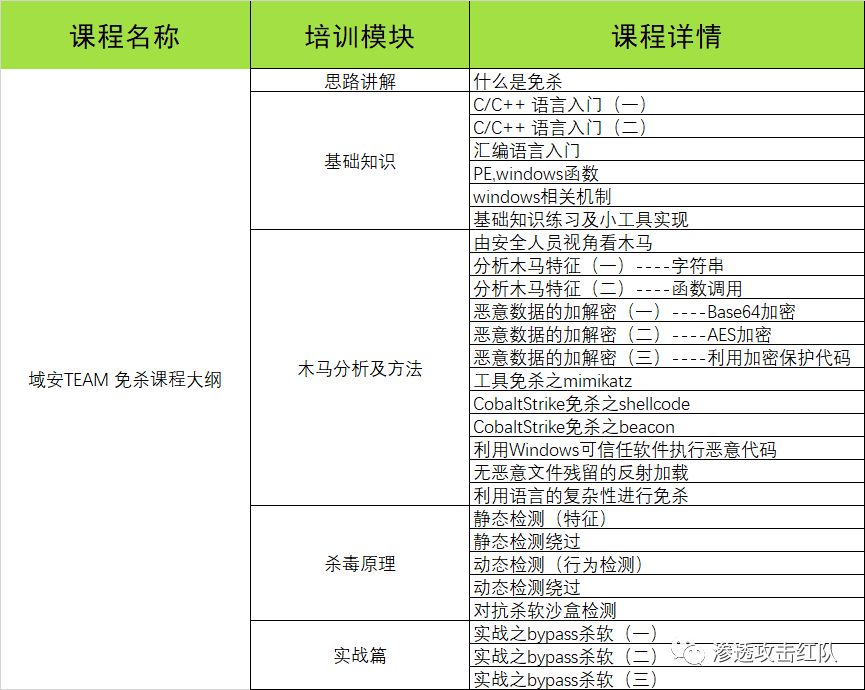 课程名称 培训模块 课程详情
思路讲解 什么是免杀
C/C++ 语言入门（一）
C/C++ 语言入门（二）
汇编语言入门
基础知识
PE,windows函数
windows相关机制
基础知识练习及小工具实现
由安全人员视角看木马
分析木马特征（一）----字符串
分析木马特征（二）----函数调用
恶意数据的加解密（一）----Base64加密
恶意数据的加解密（二）----AES加密
恶意数据的加解密（三）----利用加密保护代码
木马分析及方法
域安TEAM 免杀课程大纲
工具免杀之mimikatz
CobaltStrike免杀之shellcode
CobaltStrike免杀之beacon
利用Windows可信任软件执行恶意代码
无恶意文件残留的反射加载
利用语言的复杂性进行免杀
静态检测（特征）
静态检测绕过
杀毒原理
动态检测（行为检测）
动态检测绕过
对抗杀软沙盒检测
实战之bypass杀软（一）
实战篇
实战之bypass杀软（二）
实战之bypass杀软（三）
渗透攻击红队